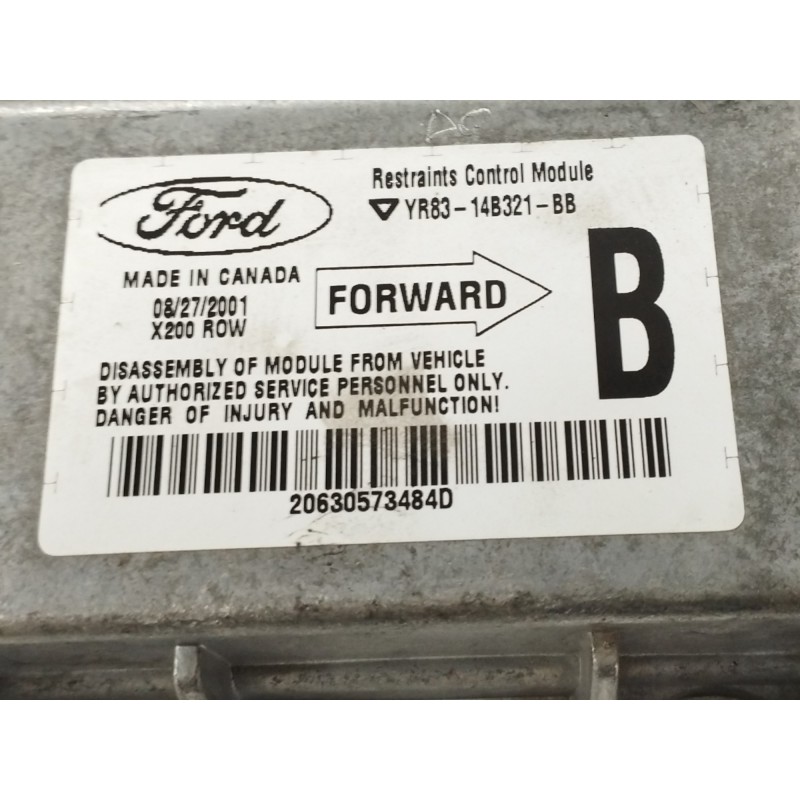 DC
Ford
Restraints Control Module
YR83-14B321-BB
MADE IN CANADA
08/27/2001
X200 ROW
FORWARD
B
DISASSEMBLY OF MODULE FROM VEHICLE
BY AUTHORIZED SERVICE PERSONNEL ONLY.
DANGER OF INJURY AND MALFUNCTION!
20630573484D